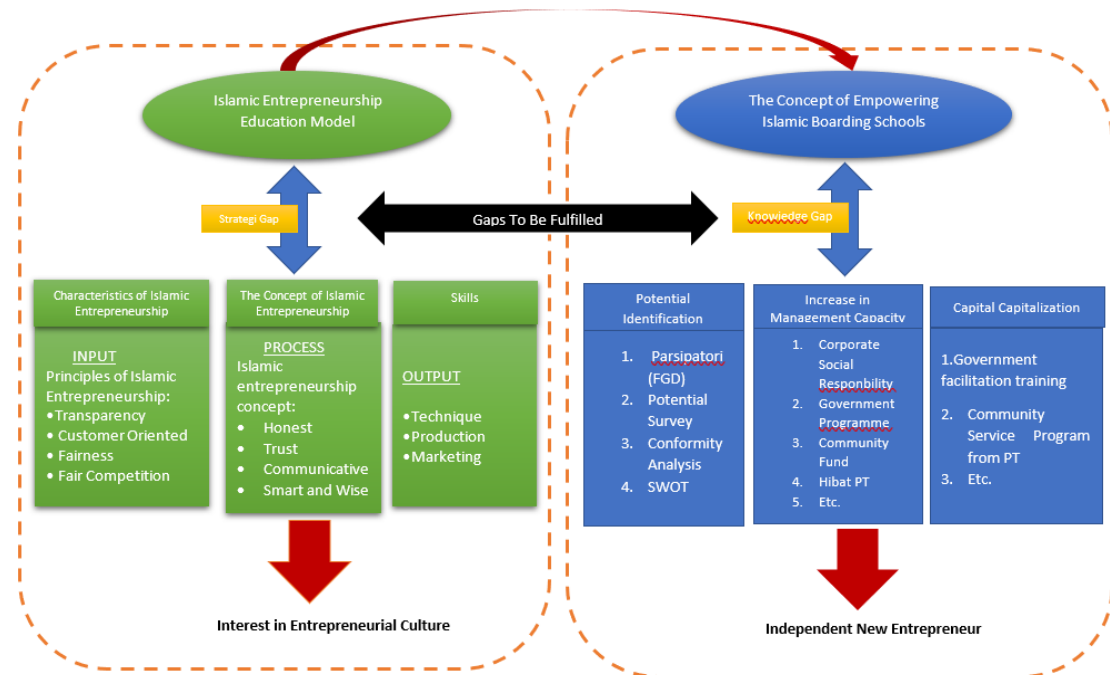 Islamic Entrepreneurship
Education Model
The Concept of Empowering
Islamic Boarding Schools
Strategi Gap
Gaps To Be Fulfilled
Knowledge Gap
Characteristics of Islamic
Entrepreneurship
INPUT
Principles of Islamic
Entrepreneurship:
•Transparency
• Customer Oriented
• Fairness
• Fair Competition
The Concept of Islamic
Entrepreneurship
PROCESS
Islamic
entrepreneurship
concept:
• Honest
• Trust
• Communicative
• Smart and Wise
Skills
OUTPUT
•Technique
•Production
•Marketing
Potential
Identification
1. Parsipatori
(FGD)
2. Potential
Survey
3. Conformity
Analysis
4. SWOT
Increase in
Management Capacity
1. Corporate
Social
Responbility
2. Government
Programme
3. Community
Fund
4. Hibat PT
5. Etc.
Capital Capitalization
1.Government
facilitation training
2. Community
Service Program
from PT
3. Etc.
Interest in Entrepreneurial Culture
Independent New Entrepreneur